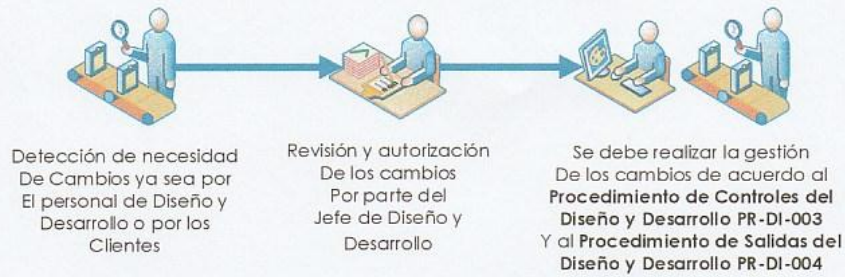 Detección de necesidad
De Cambios ya sea por
El personal de Diseño y
Desarrollo o por los
Clientes
Revisión y autorización
De los cambios
Por parte del
Jefe de Diseño y
Desarrollo
Se debe realizar la gestión
De los cambios de acuerdo al
Procedimiento de Controles del
Diseño y Desarrollo PR-DI-003
Y al Procedimiento de Salidas del
Diseño y Desarrollo PR-DI-004